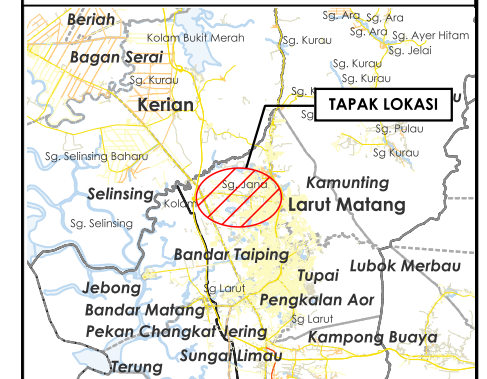 Beriah
Sg. Ara
Sg. Ara
Kolam Bukit Merah
Sg. Kurau
Sg. Ayer Hitam
Sg. Jelai
Bagan Serai
Sg. Kurau
Sg. Kurau
Sg. Kurau
Kerian
TAPAK LOKASI
Sg. Pulau
Sg. Selinsing Baharu
Sg Kurau
Selinsing
Sg. Jana
Kamunting
Kolam
Larut Matang
Sg. Selinsing
Bandar Taiping
Lubok Merbau
Tupai
Jebong
Sg Larut
Pengkalan Aor
Bandar Matang
Sg Larut
Pekan Changkat Jering
Kampong Buaya
Sungai Limau
Terung